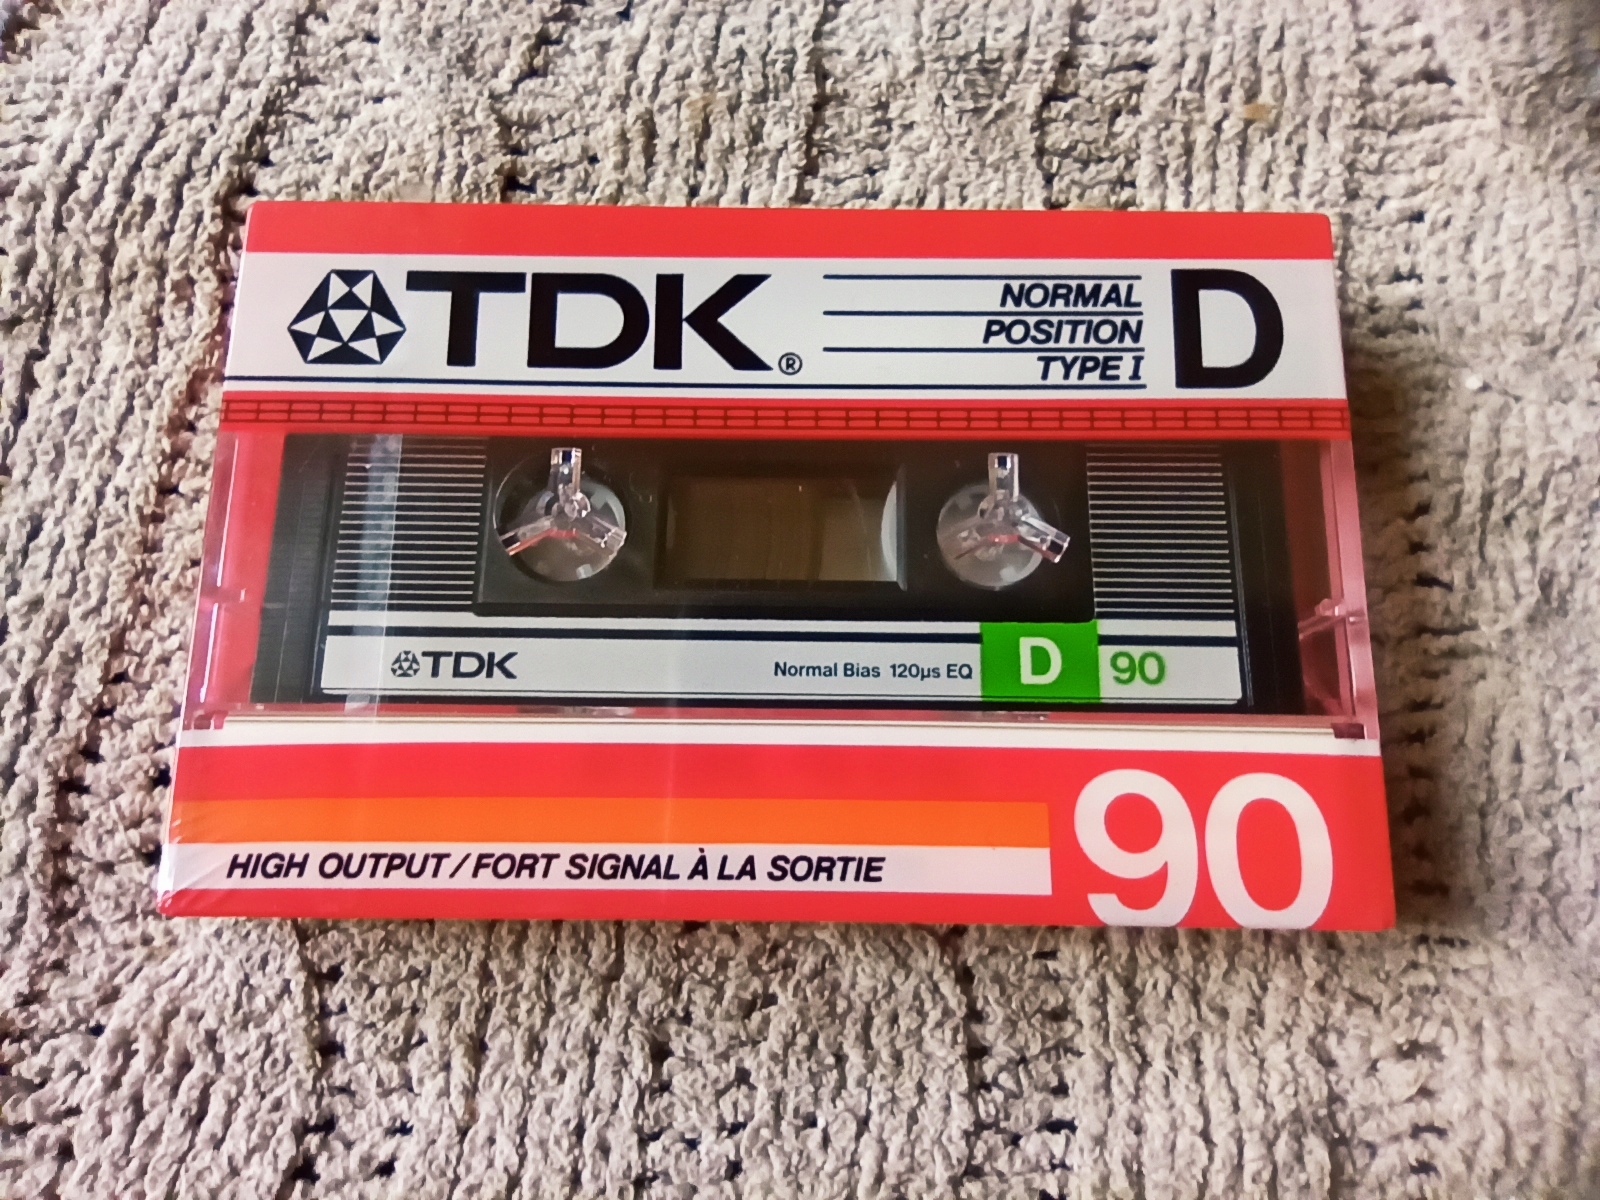 TDK®
NORMAL
POSITION
TYPE I
D
TDK
Normal Bias 120µs EQ
D
90
HIGH OUTPUT / FORT SIGNAL À LA SORTIE
90